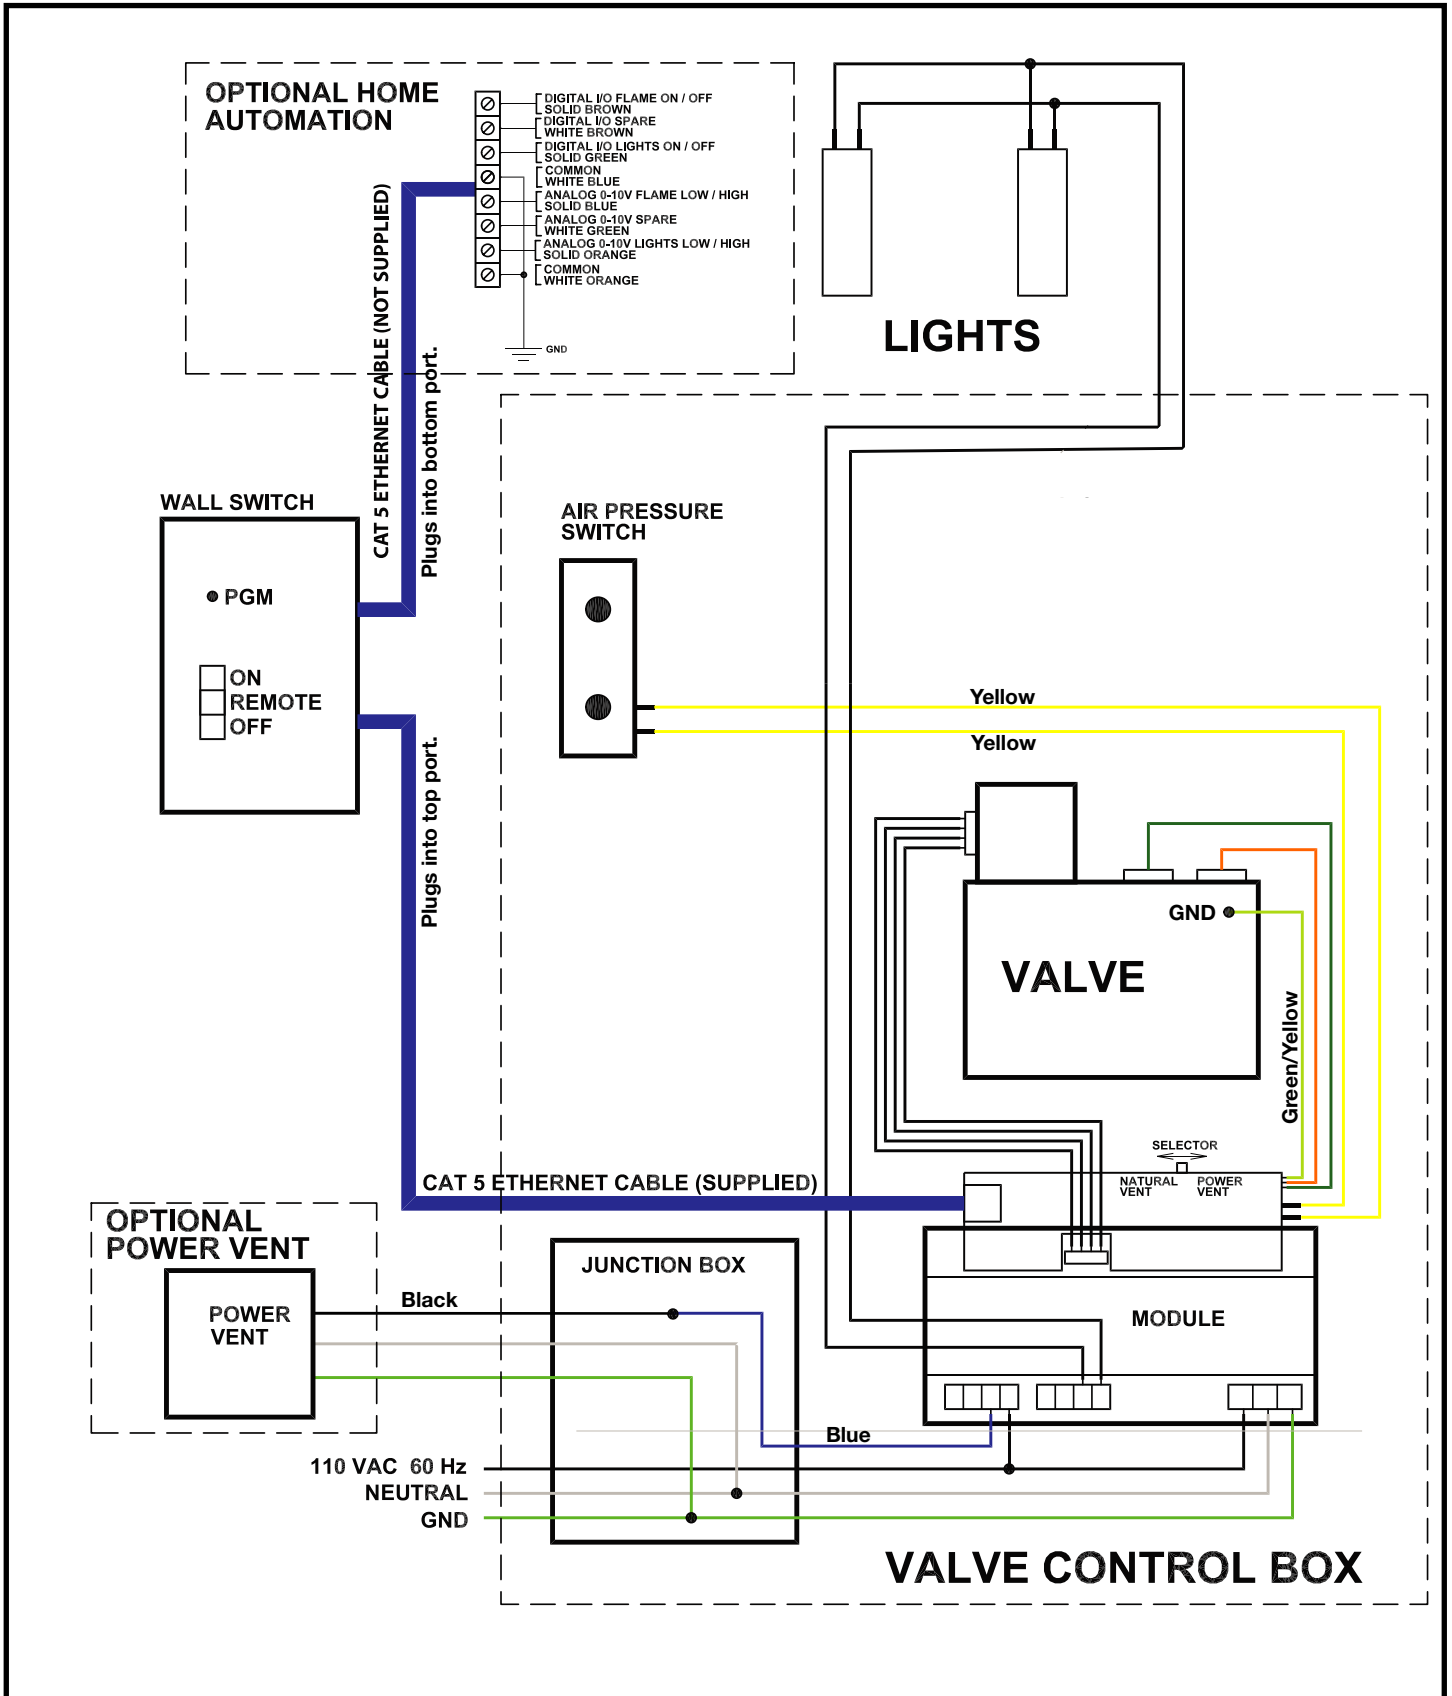 OPTIONAL HOME
AUTOMATION
DIGITAL I/O FLAME ON / OFF
SOLID BROWN
DIGITAL I/O SPARE
WHITE BROWN
DIGITAL I/O LIGHTS ON / OFF
SOLID GREEN
COMMON
WHITE BLUE
ANALOG 0-10V FLAME LOW / HIGH
SOLID BLUE
ANALOG 0-10V SPARE
WHITE GREEN
ANALOG 0-10V LIGHTS LOW / HIGH
SOLID ORANGE
COMMON
WHITE ORANGE
GND
LIGHTS
CAT 5 ETHERNET CABLE (NOT SUPPLIED)
Plugs into bottom port.
WALL SWITCH
PGM
ON
REMOTE
OFF
AIR PRESSURE
SWITCH
Yellow
Yellow
Plugs into top port.
GND
VALVE
Green/Yellow
SELECTOR
NATURAL
VENT
POWER
VENT
CAT 5 ETHERNET CABLE (SUPPLIED)
OPTIONAL
POWER VENT
POWER
VENT
Black
JUNCTION BOX
MODULE
Blue
110 VAC 60 Hz
NEUTRAL
GND
VALVE CONTROL BOX